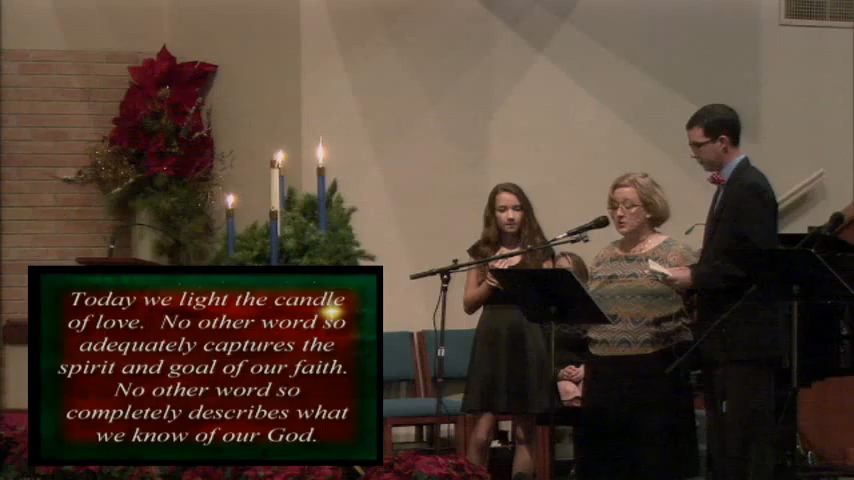 Today we light the candle
of love. No other word so
adequately captures the
spirit and goal of our faith.
No other word so
completely describes what
we know of our God.